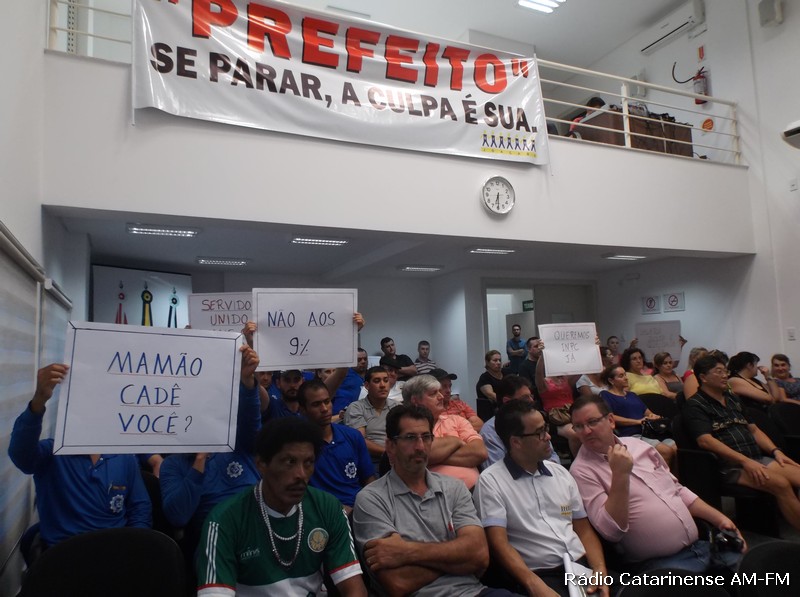 "PREFEITO"
SE PARAR, A CULPA É SUA.
SERVIDO
UNIDO
NÃO AOS
9%
QUEREMOS
INPC
JÁ
MAMÃO
CADÊ
VOCÊ?
Rádio Catarinense AM-FM